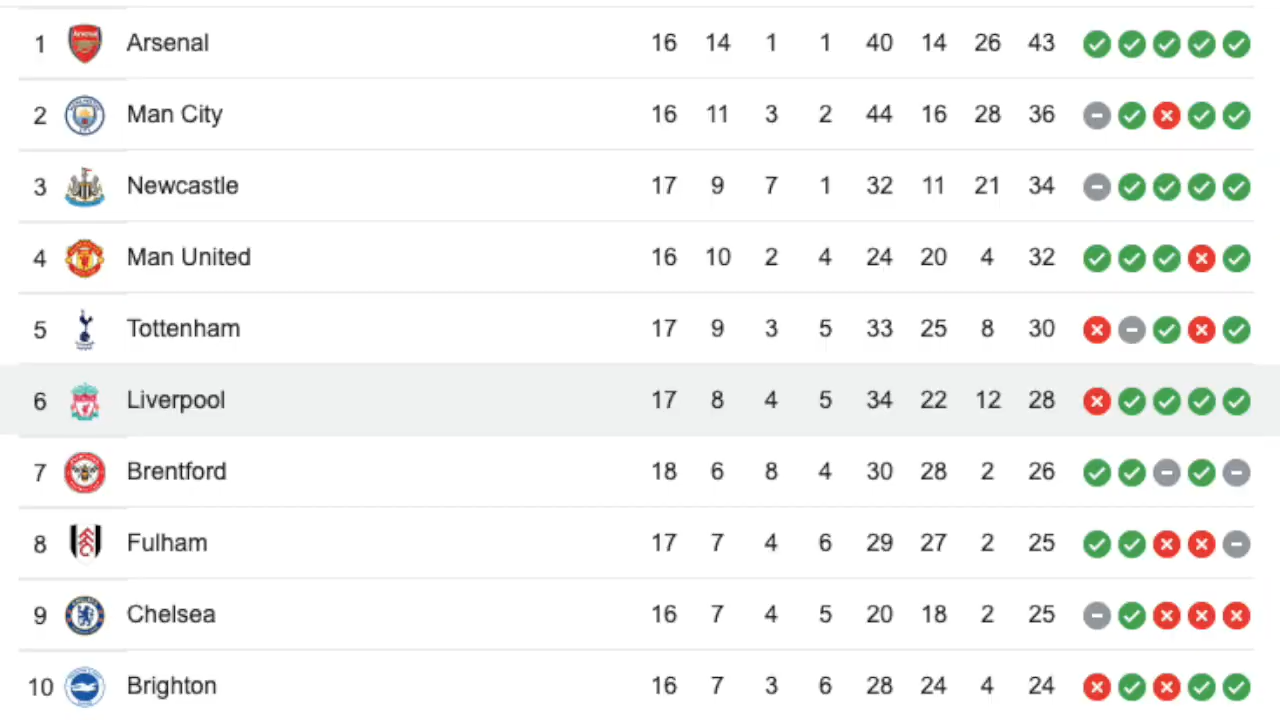 1 Arsenal 16 14 1 1 40 14 26 43
2 Man City 16 11 3 2 44 16 28 36
3 Newcastle 17 9 7 1 32 11 21 34
4 Man United 16 10 2 4 24 20 4 32
5 Tottenham 17 9 3 5 33 25 8 30
6 Liverpool 17 8 4 5 34 22 12 28
7 Brentford 18 6 8 4 30 28 2 26
8 Fulham 17 7 4 6 29 27 2 25
9 Chelsea 16 7 4 5 20 18 2 25
10 Brighton 16 7 3 6 28 24 4 24